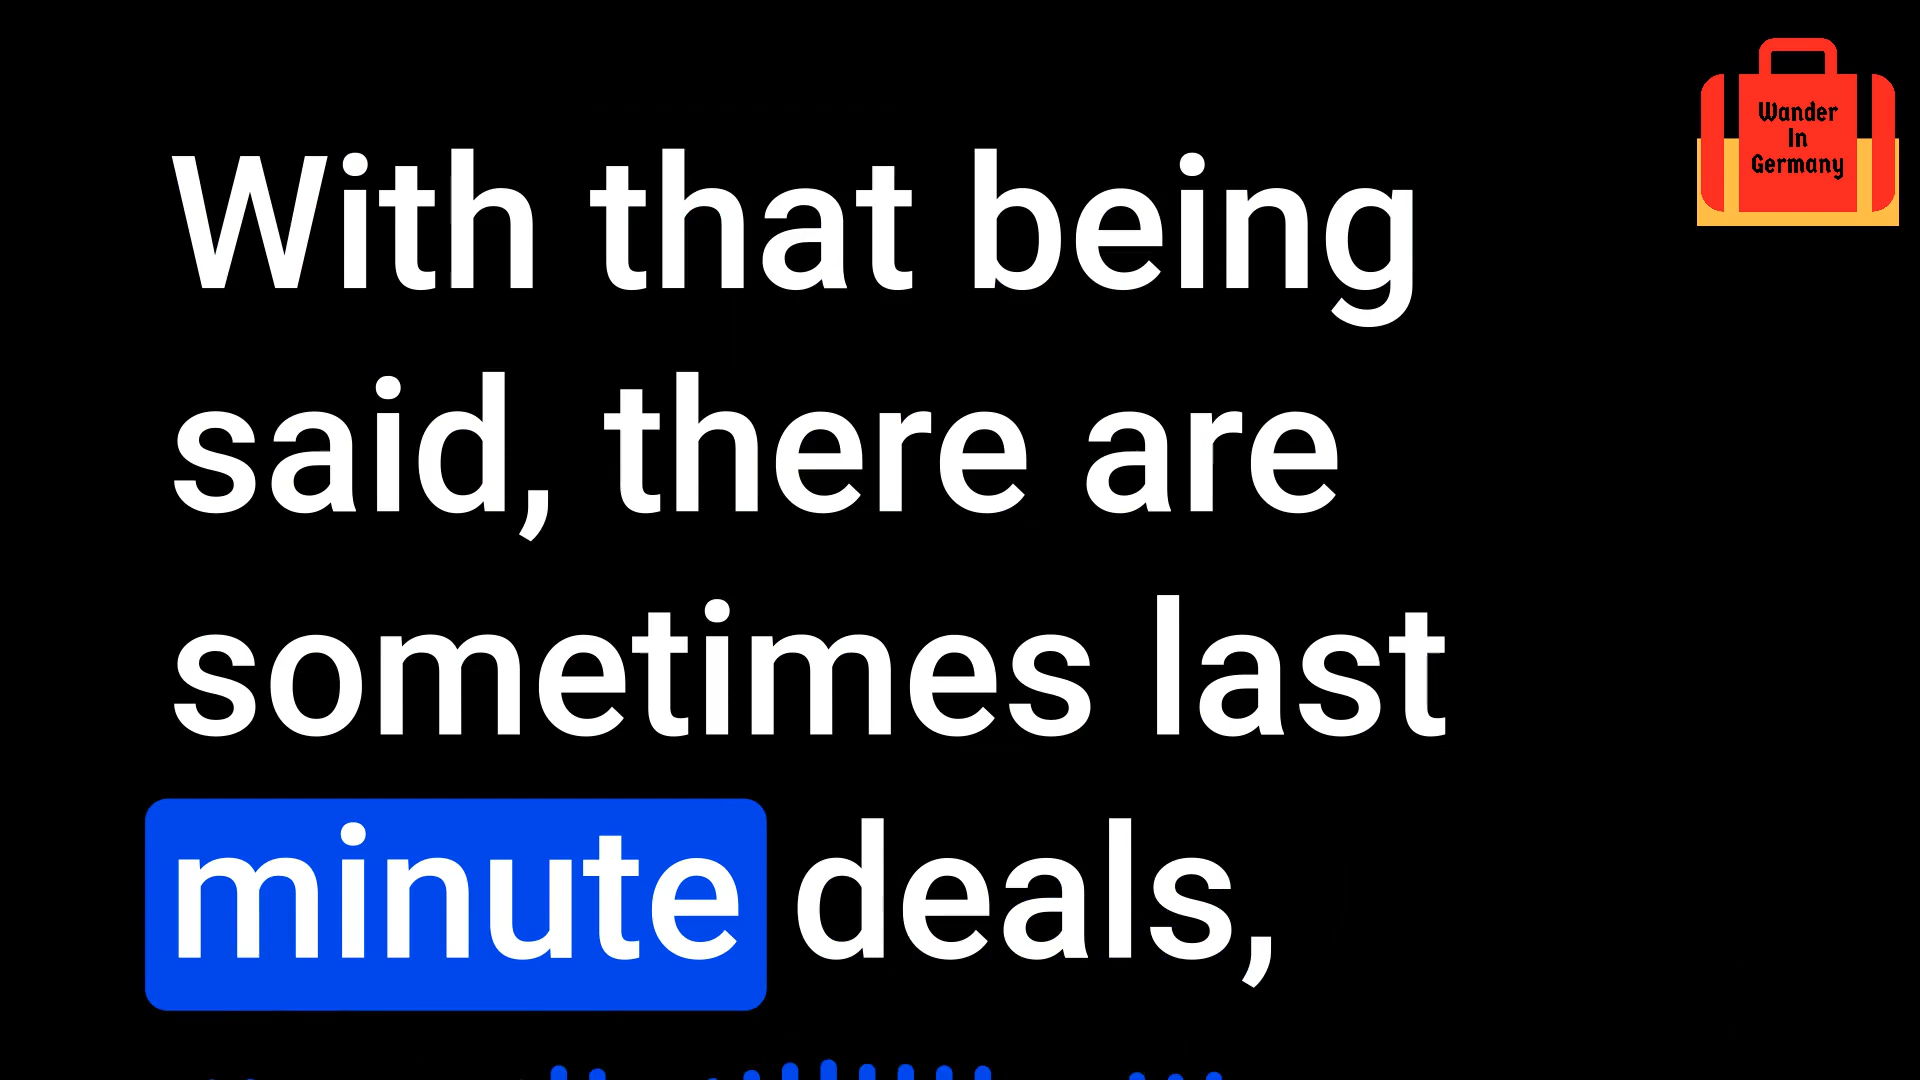 With that being
said, there are
sometimes last
minute deals,
Wander
In
Germany